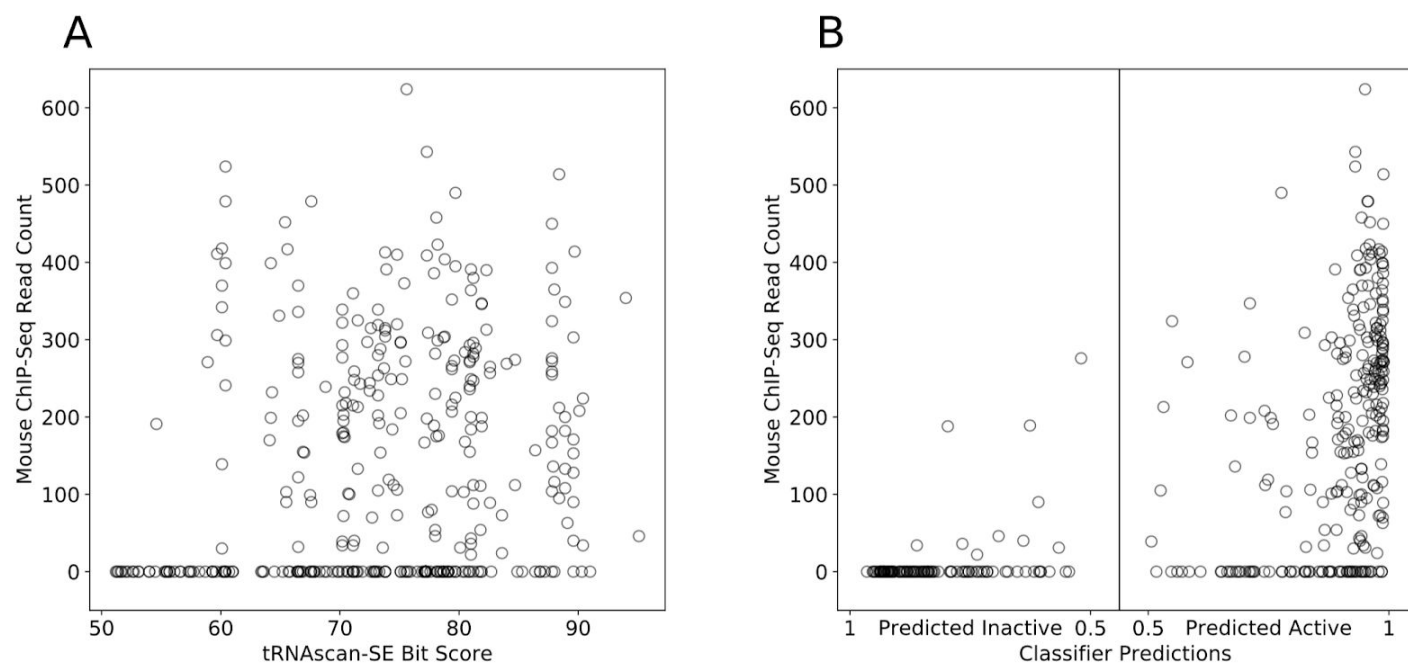 A
B
Mouse ChIP-Seq Read Count
600
500
400
300
200
100
0
50 60 70 80 90
tRNAscan-SE Bit Score
Mouse ChIP-Seq Read Count
600
500
400
300
200
100
0
1 Predicted Inactive 0.5 0.5 Predicted Active 1
Classifier Predictions